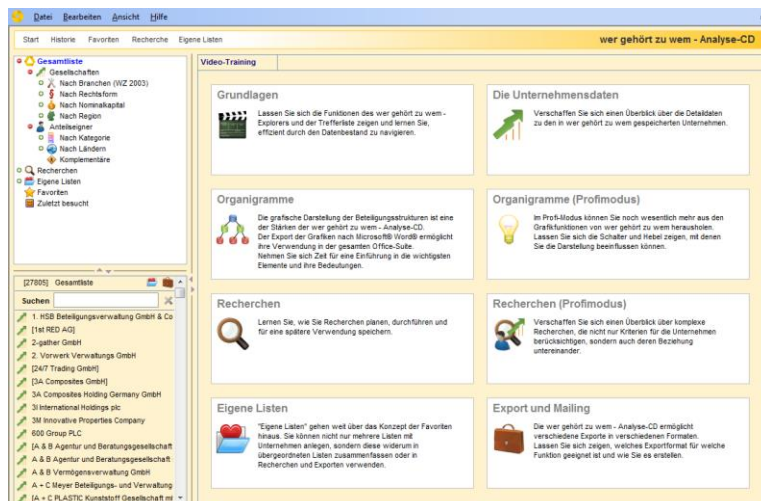 Datei Bearbeiten Ansicht Hilfe
Start Historie Favoriten Recherche Eigene Listen
wer gehört zu wem - Analyse-CD
Gesamtliste
Gesellschaften
Nach Branchen (WZ 2003)
Nach Rechtsform
Nach Nominalkapital
Nach Region
Anteilseigner
Nach Kategorie
Nach Ländern
Komplementäre
Recherchen
Eigene Listen
Favoriten
Zuletzt besucht
[27805] Gesamtliste
Suchen
1. HSB Beteiligungsverwaltung GmbH & Co
[1st RED AG]
2-gather GmbH
2. Vorwerk Verwaltungs GmbH
[24/7 Trading GmbH]
[3A Composites GmbH]
3A Composites Holding Germany GmbH
3I International Holdings plc
3M Innovative Properties Company
600 Group PLC
[A & B Agentur und Beratungsgesellschaft
A & B Agentur und Beratungsgesellschaft
A & B Vermögensverwaltung GmbH
A + C Meyer Beteiligungs- und Verwaltung
[A + C PLASTIC Kunststoff Gesellschaft mi
Video-Training
Grundlagen
Lassen Sie sich die Funktionen des wer gehört zu wem -
Explorers und der Trefferliste zeigen und lernen Sie,
effizient durch den Datenbestand zu navigieren.
Die Unternehmensdaten
Verschaffen Sie sich einen Überblick über die Detaildaten
zu den in wer gehört zu wem gespeicherten Unternehmen.
Organigramme
Die grafische Darstellung der Beteiligungsstrukturen ist eine
der Stärken der wer gehört zu wem - Analyse-CD.
Der Export der Grafiken nach Microsoft® Word® ermöglicht
ihre Verwendung in der gesamten Office-Suite.
Nehmen Sie sich Zeit für eine Einführung in die wichtigsten
Elemente und ihre Bedeutungen.
Organigramme (Profimodus)
Im Profi-Modus können Sie noch wesentlich mehr aus den
Grafikfunktionen von wer gehört zu wem herausholen.
Lassen Sie sich die Schalter und Hebel zeigen, mit denen
Sie die Darstellung beeinflussen können.
Recherchen
Lernen Sie, wie Sie Recherchen planen, durchführen und
für eine spätere Verwendung speichern.
Recherchen (Profimodus)
Verschaffen Sie sich einen Überblick über komplexe
Recherchen, die nicht nur Kriterien für die Unternehmen
berücksichtigen, sondern auch deren Beziehung
untereinander.
Eigene Listen
"Eigene Listen" gehen weit über das Konzept der Favoriten
hinaus. Sie können nicht nur mehrere Listen mit
Unternehmen anlegen, sondern diese wiederum in
übergeordneten Listen zusammenfassen oder in
Recherchen und Exporten verwenden.
Export und Mailing
Die wer gehört zu wem - Analyse-CD ermöglicht
verschiedene Exporte in verschiedenen Formaten.
Lassen Sie sich zeigen, welches Exportformat für welche
Funktion geeignet ist und wie Sie es erstellen.